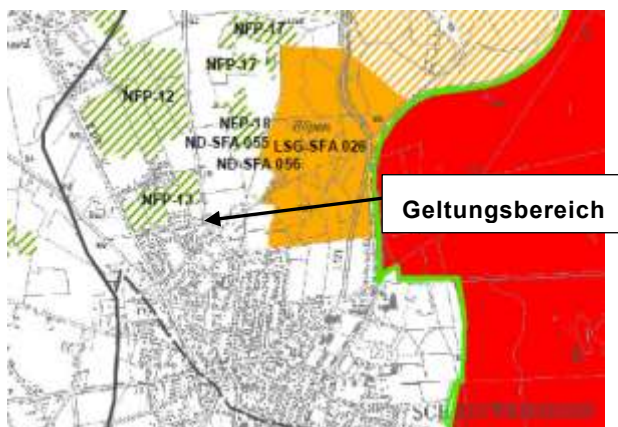 NFP-17
NFP-17
NFP-12
NFP-18
ND-SFA 055
LSG-SFA 026
ND-SFA 056
NFP-13
Geltungsbereich